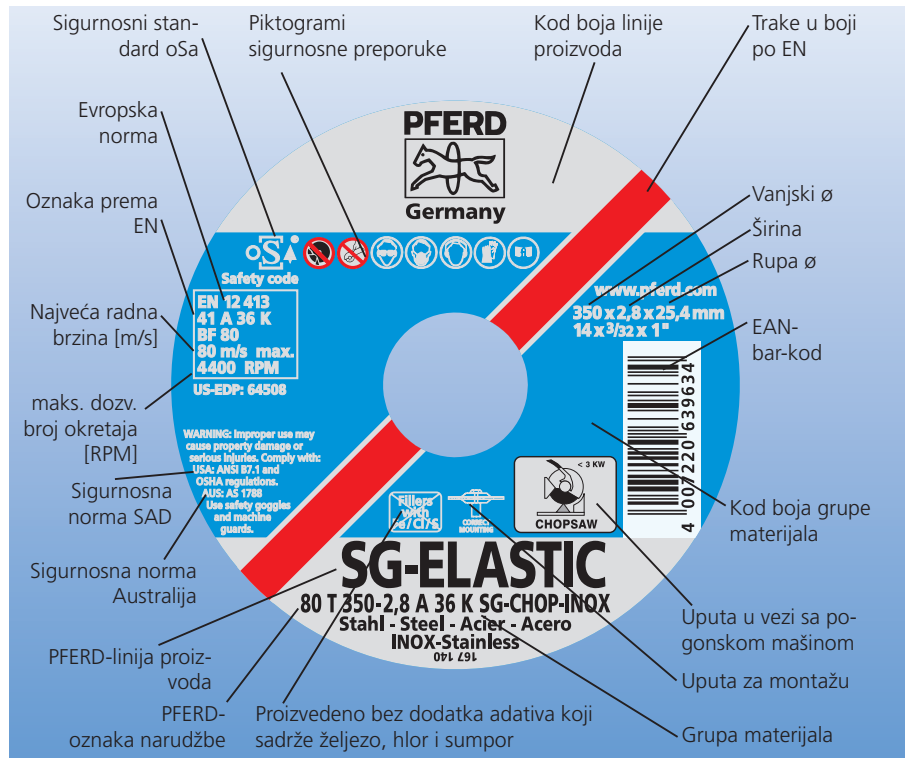 Sigurnosni stan-
dard oSa
Piktogrami
sigurnosne preporuke
Kod boja linije
proizvoda
Trake u boji
po EN
Evropska
norma
Oznaka prema
EN
Najveća radna
brzina [m/s]
maks. dozv.
broj okretaja
[RPM]
Sigurnosna
norma SAD
Sigurnosna norma
Australija
PFERD-linija proiz-
voda
PFERD-
oznaka narudžbe
PFERD
Germany
oSa
Safety code
EN 12 413
41 A 36 K
BF 80
80 m/s max.
4400 RPM
US-EDP: 64508
WARNING: Improper use may
cause property damage or
serious injuries. Comply with:
USA: ANSI B7.1 and
OSHA regulations.
AUS: AS 1788
Use safety goggles
and machine
guards.
www.pferd.com
350 x 2,8 x 25,4 mm
14 x 3/32 x 1"
4 007220 639634
Fillers
with
Fe/Cl/S
CORRECT
MOUNTING
< 3 KW
CHOPSAW
SG-ELASTIC
80 T 350-2,8 A 36 K SG-CHOP-INOX
Stahl - Steel - Acier - Acero
INOX-Stainless
167 140
Vanjski ø
Širina
Rupa ø
EAN-
bar-kod
Kod boja grupe
materijala
Uputa u vezi sa po-
gonskom mašinom
Uputa za montažu
Grupa materijala
Proizvedeno bez dodatka adativa koji
sadrže željezo, hlor i sumpor